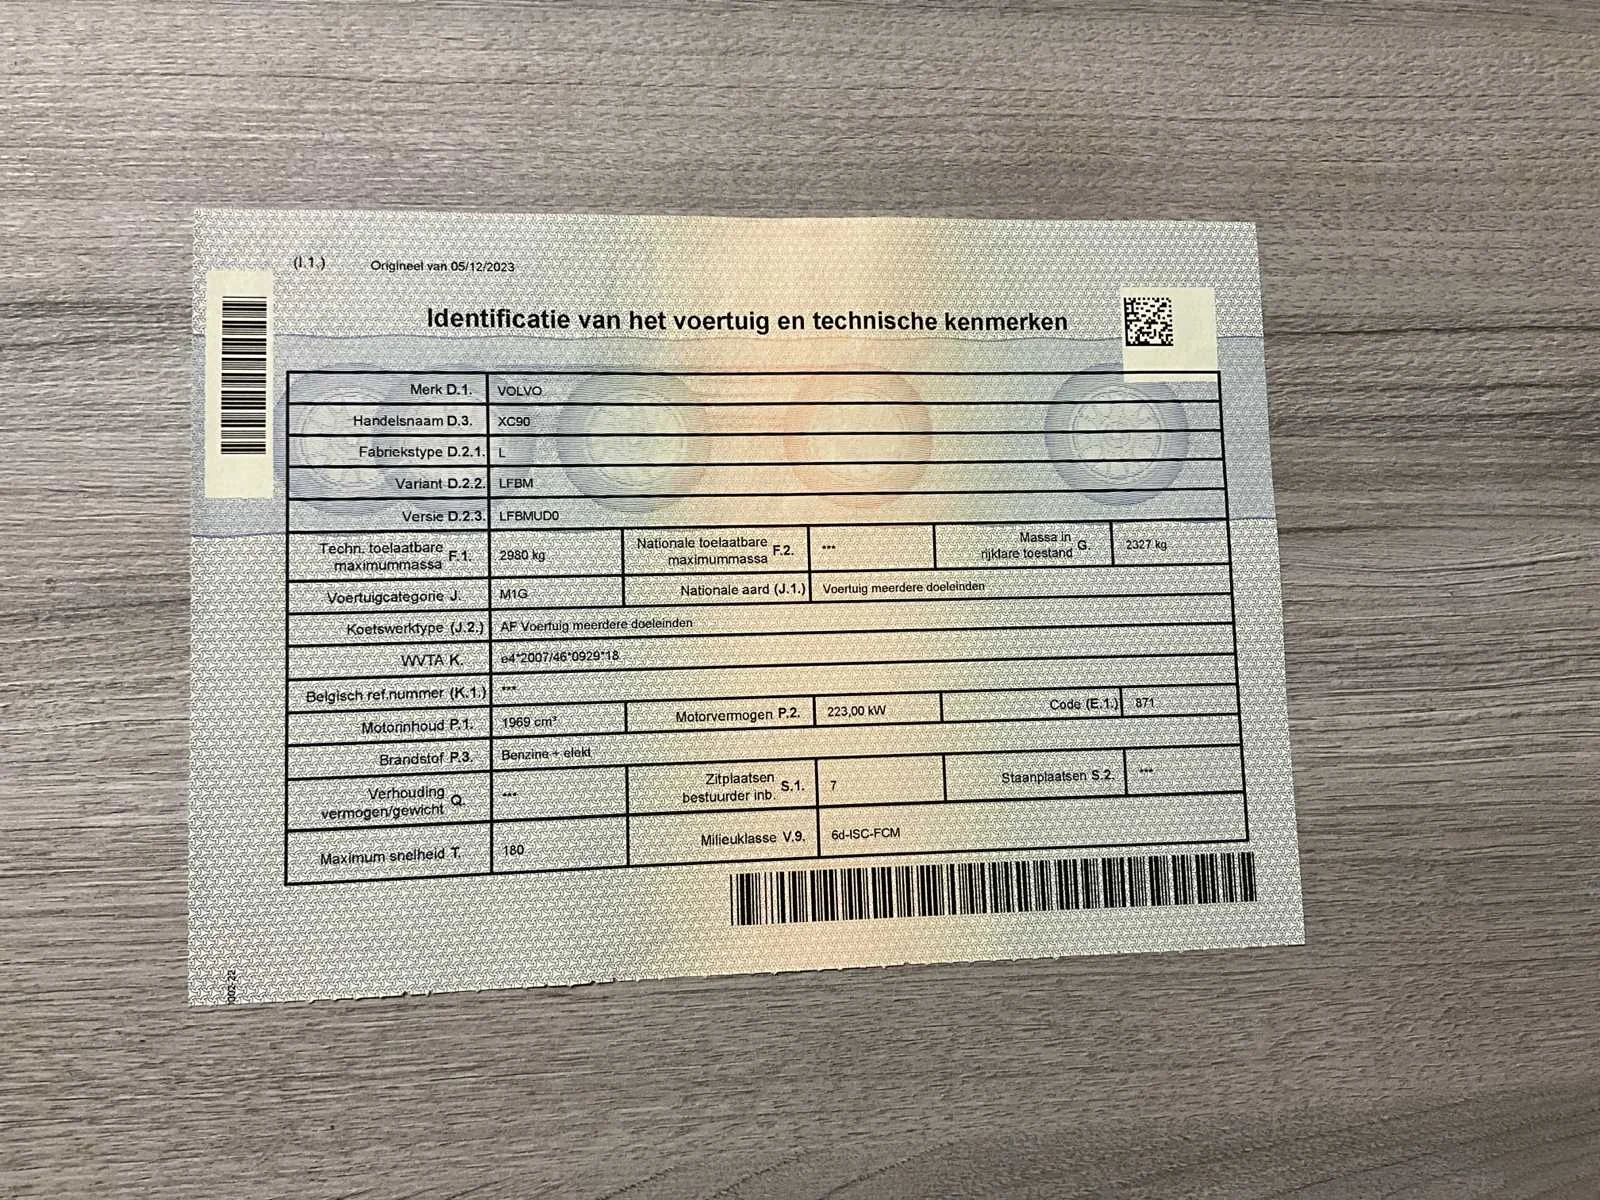 (I.1.) Origineel van 05/12/2023
Identificatie van het voertuig en technische kenmerken
Merk D.1. VOLVO
Handelsnaam D.3. XC90
Fabriekstype D.2.1. L
Variant D.2.2. LFBM
Versie D.2.3. LFBMUD0
Techn. toelaatbare maximummassa F.1. 2980 kg Nationale toelaatbare maximummassa F.2. *** Massa in rijklare toestand G. 2327 kg
Voertuigcategorie J. M1G Nationale aard (J.1.) Voertuig meerdere doeleinden
Koetswerktype (J.2.) AF Voertuig meerdere doeleinden
WVTA K. e4*2007/46*0929*18
Belgisch ref.nummer (K.1.) ***
Motorinhoud P.1. 1969 cm³ Motorvermogen P.2. 223,00 kW Code (E.1.) 871
Brandstof P.3. Benzine + elekt
Verhouding vermogen/gewicht Q. *** Zitplaatsen bestuurder inb. S.1. 7 Staanplaatsen S.2. ***
Maximum snelheid T. 180 Milieuklasse V.9. 6d-ISC-FCM